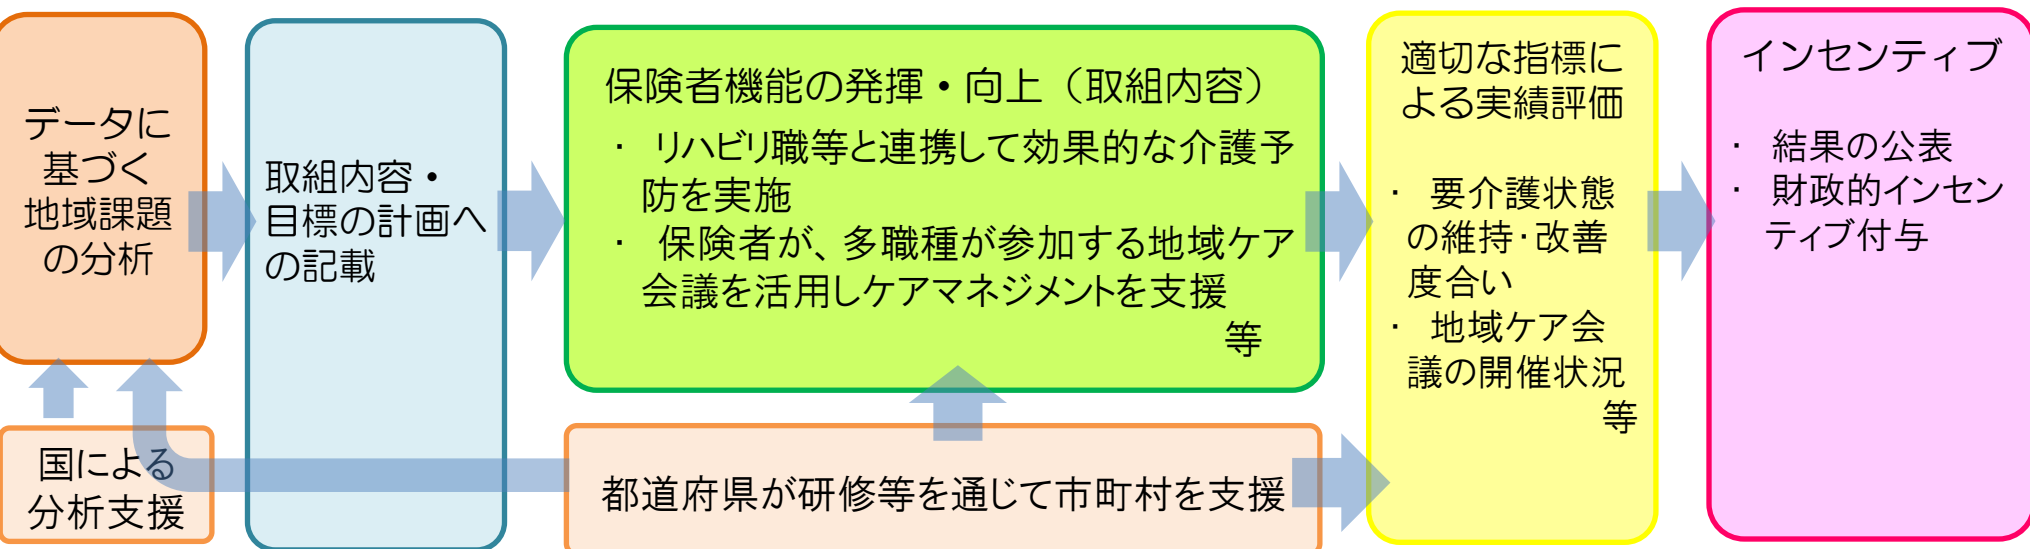 データに
基づく
地域課題
の分析
国による
分析支援
取組内容・
目標の計画へ
の記載
保険者機能の発揮・向上（取組内容）
・ リハビリ職等と連携して効果的な介護予
防を実施
・ 保険者が、多職種が参加する地域ケア
会議を活用しケアマネジメントを支援
等
都道府県が研修等を通じて市町村を支援
適切な指標に
よる実績評価
・ 要介護状態
の維持・改善
度合い
・ 地域ケア会
議の開催状況
等
インセンティブ
・ 結果の公表
・ 財政的インセン
ティブ付与